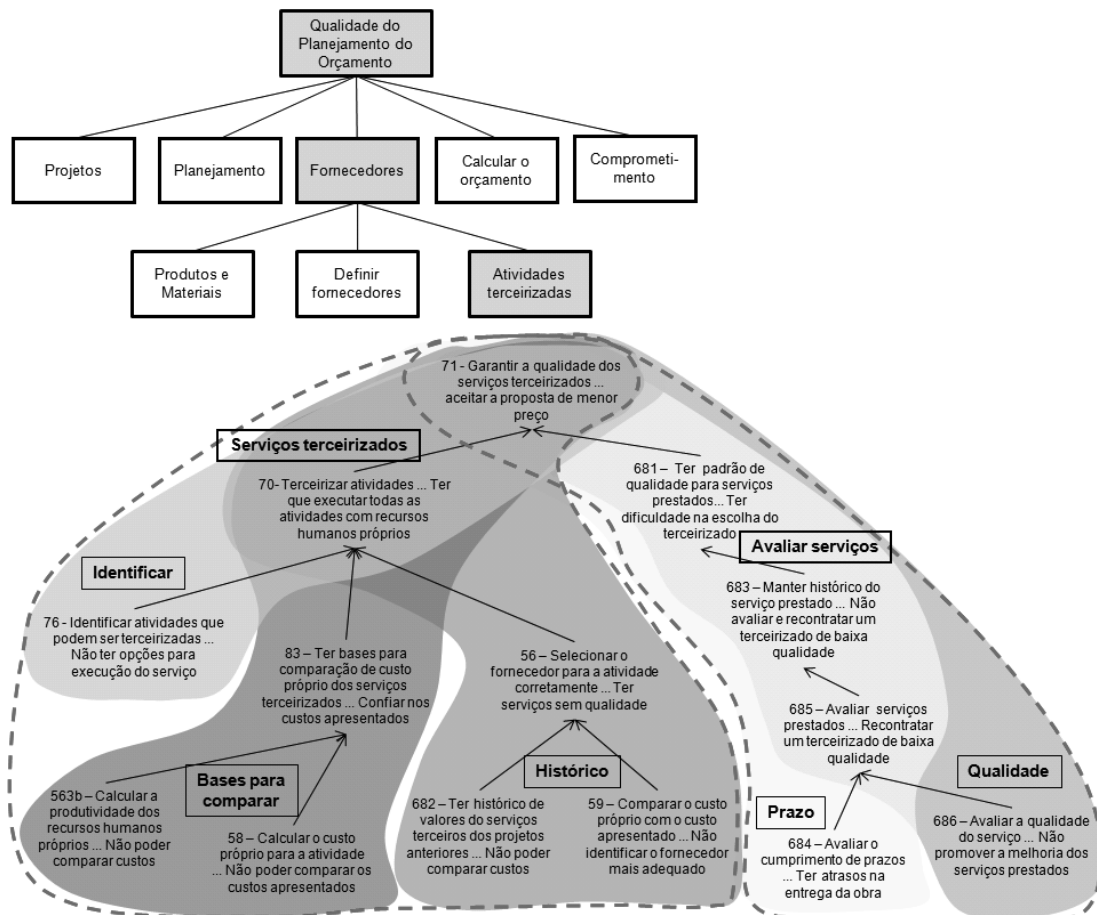 Qualidade do
Planejamento do
Orçamento
Projetos
Planejamento
Fornecedores
Calcular o
orçamento
Comprometi-
mento
Produtos e
Materiais
Definir
fornecedores
Atividades
terceirizadas
71 - Garantir a qualidade dos
serviços terceirizados ...
aceitar a proposta de menor
preço
Serviços terceirizados
70- Terceirizar atividades ... Ter
que executar todas as
atividades com recursos
humanos próprios
681 – Ter padrão de
qualidade para serviços
prestados... Ter
dificuldade na escolha do
terceirizado
Avaliar serviços
Identificar
76 - Identificar atividades que
podem ser terceirizadas ...
Não ter opções para
execução do serviço
83 – Ter bases para
comparação de custo
próprio dos serviços
terceirizados ... Confiar nos
custos apresentados
56 – Selecionar o
fornecedor para a atividade
corretamente ... Ter
serviços sem qualidade
683 – Manter histórico do
serviço prestado ... Não
avaliar e recontratar um
terceirizado de baixa
qualidade
685 – Avaliar serviços
prestados ... Recontratar
um terceirizado de baixa
qualidade
Bases para
comparar
Histórico
Prazo
Qualidade
563b – Calcular a
produtividade dos
recursos humanos
próprios ... Não poder
comparar custos
58 – Calcular o custo
próprio para a atividade
... Não poder comparar os
custos apresentados
682 – Ter histórico de
valores do serviços
terceiros dos projetos
anteriores ... Não poder
comparar custos
59 – Comparar o custo
próprio com o custo
apresentado ... Não
identificar o fornecedor
mais adequado
684 – Avaliar o
cumprimento de prazos
... Ter atrasos na
entrega da obra
686 – Avaliar a qualidade
do serviço ... Não
promover a melhoria dos
serviços prestados